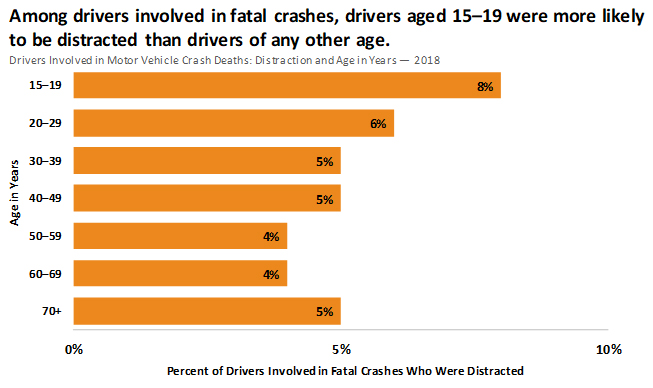 Among drivers involved in fatal crashes, drivers aged 15–19 were more likely
to be distracted than drivers of any other age.
Drivers Involved in Motor Vehicle Crash Deaths: Distraction and Age in Years — 2018
Age in Years
15–19 8%
20–29 6%
30–39 5%
40–49 5%
50–59 4%
60–69 4%
70+ 5%
0% 5% 10%
Percent of Drivers Involved in Fatal Crashes Who Were Distracted